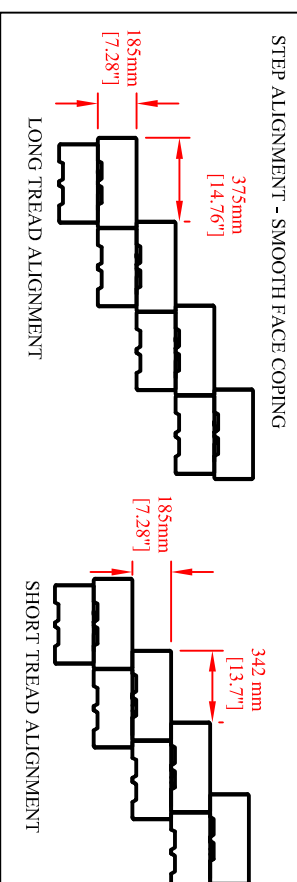 STEP ALIGNMENT - SMOOTH FACE COPING
375mm
[14.76"]
185mm
[7.28"]
LONG TREAD ALIGNMENT
342 mm
[13.7"]
185mm
[7.28"]
SHORT TREAD ALIGNMENT